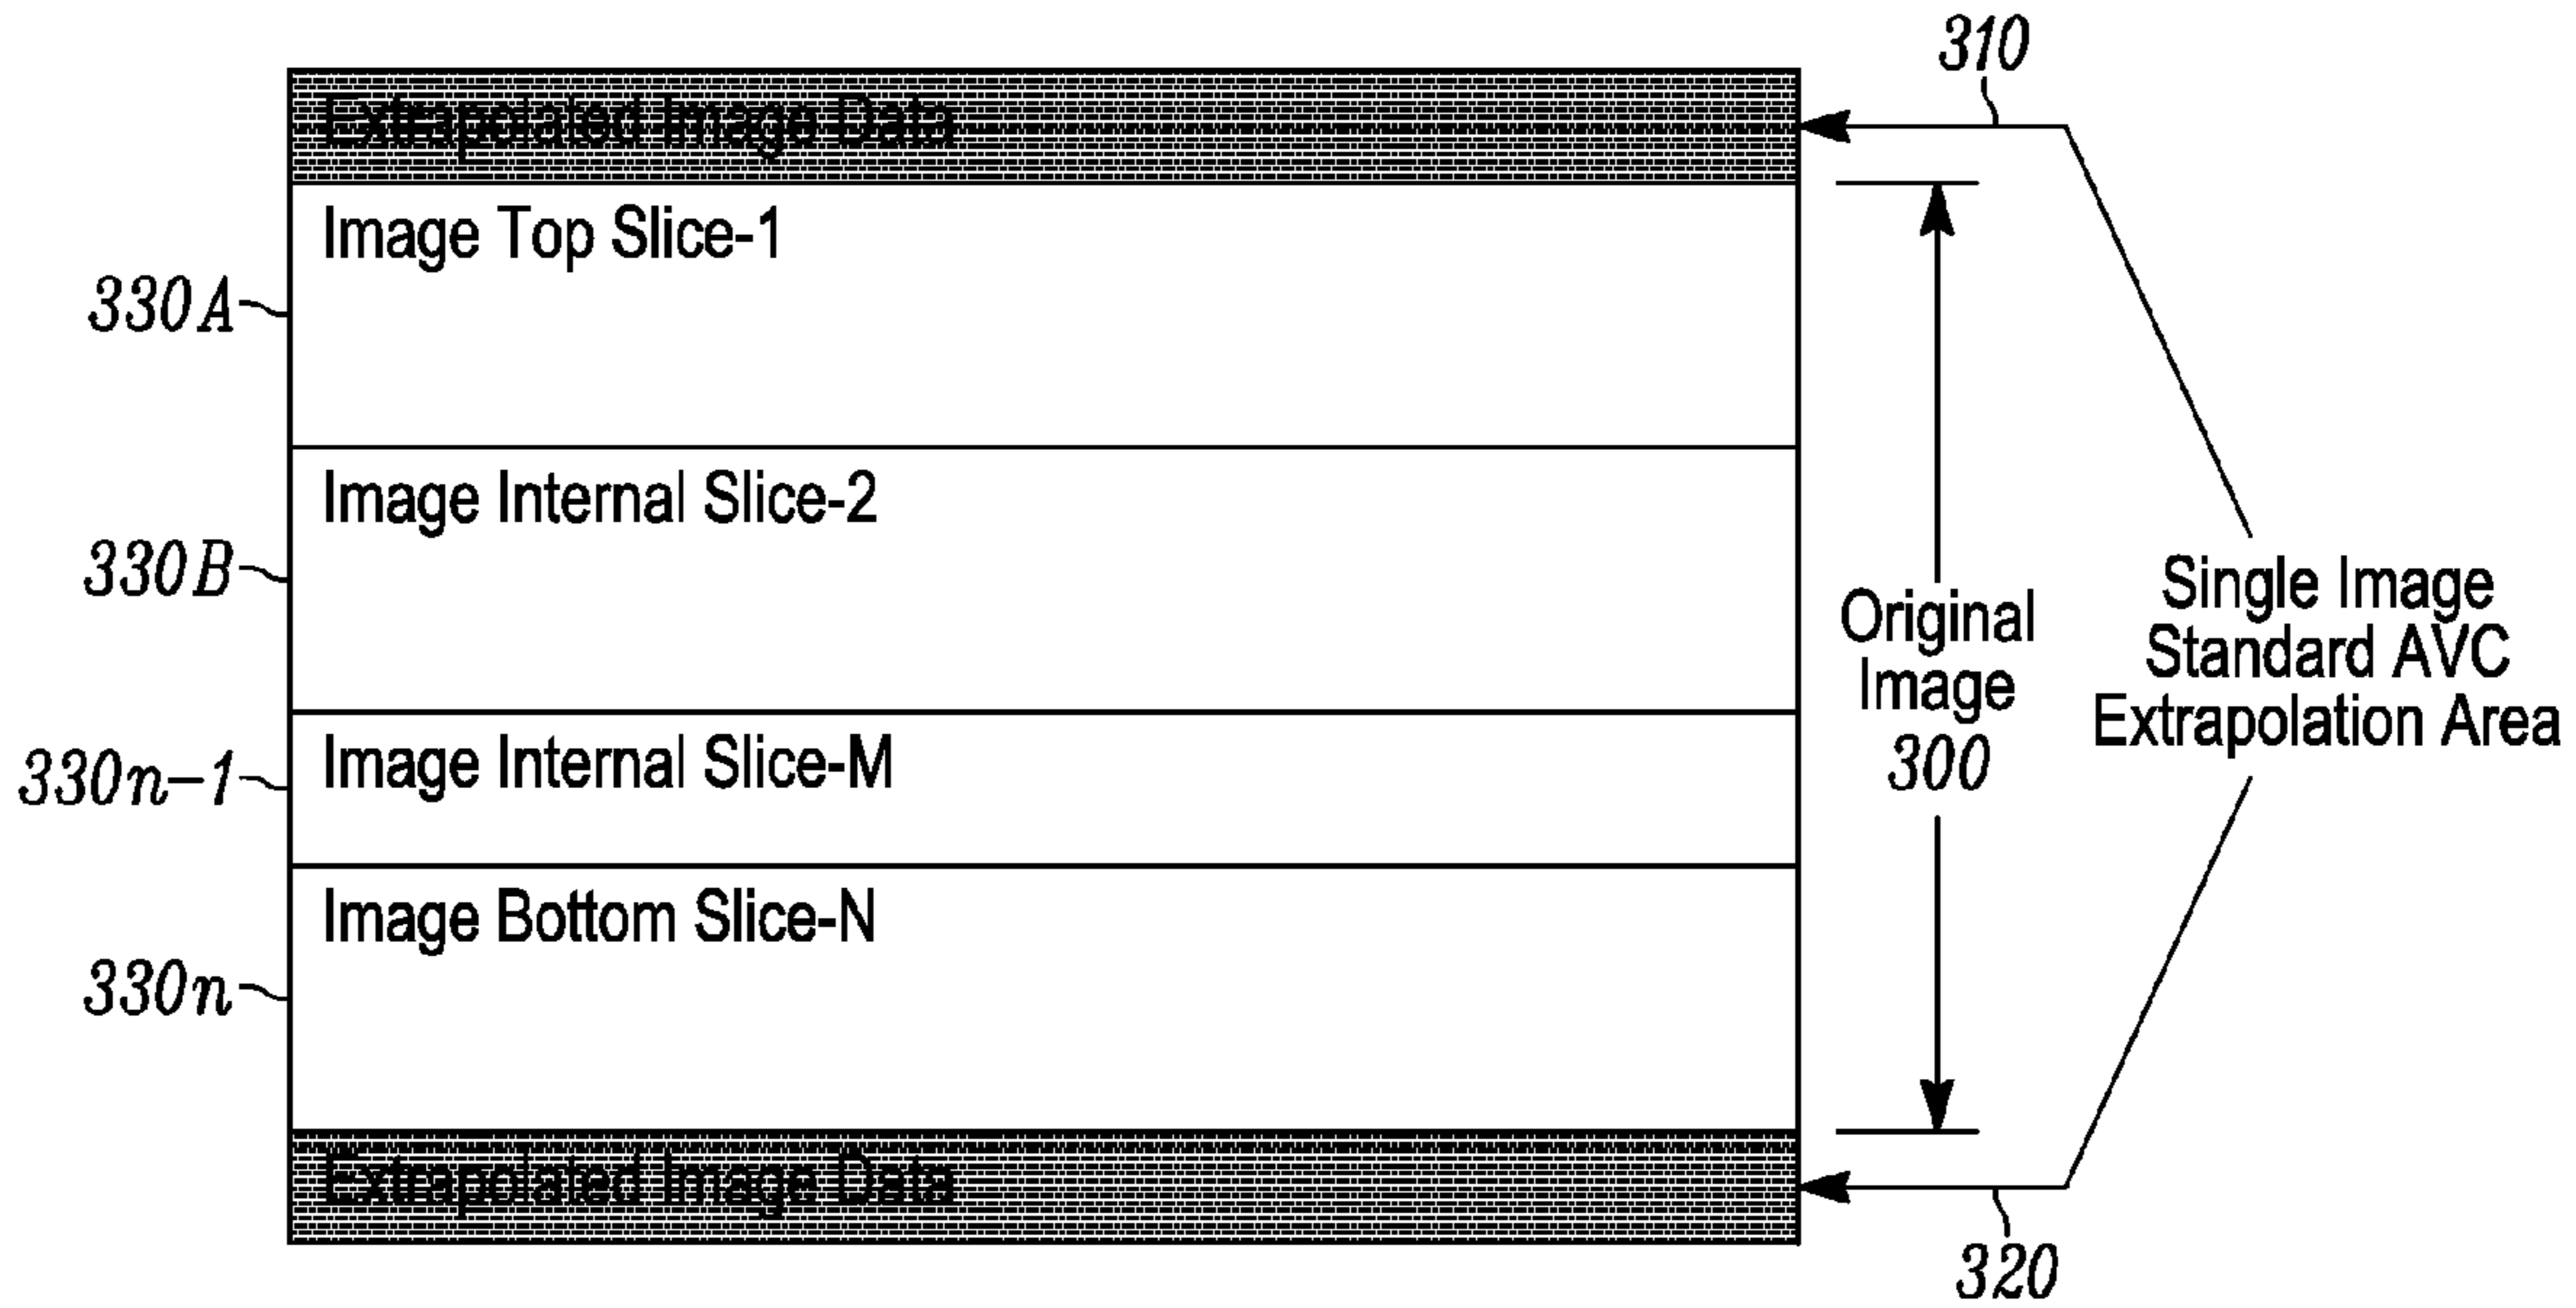 310
Extrapolated Image Data
Image Top Slice-1
330A
Image Internal Slice-2
330B
Original
Image
300
Single Image
Standard AVC
Extrapolation Area
Image Internal Slice-M
330n-1
Image Bottom Slice-N
330n
Extrapolated Image Data
320